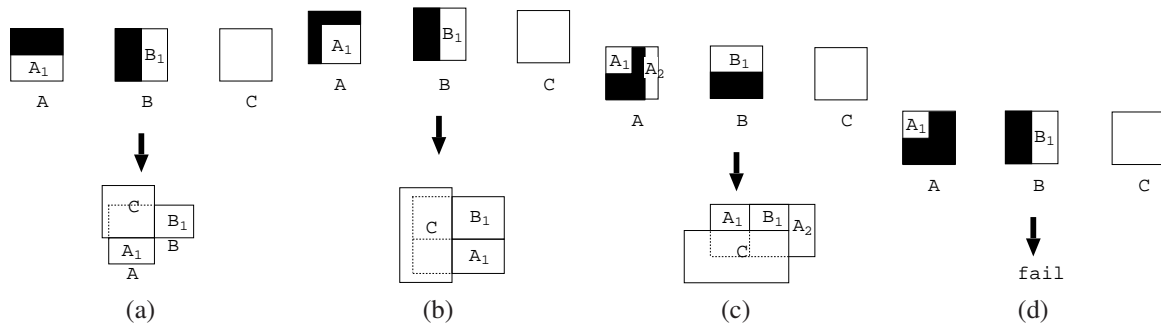 A₁ B₁
A B C
C
B₁
A₁ B
A
(a)
A₁ B₁
A B C
C B₁
A₁
(b)
A₁ A₂ B₁
A B C
A₁ B₁ A₂
C
(c)
A₁ B₁
A B C
fail
(d)